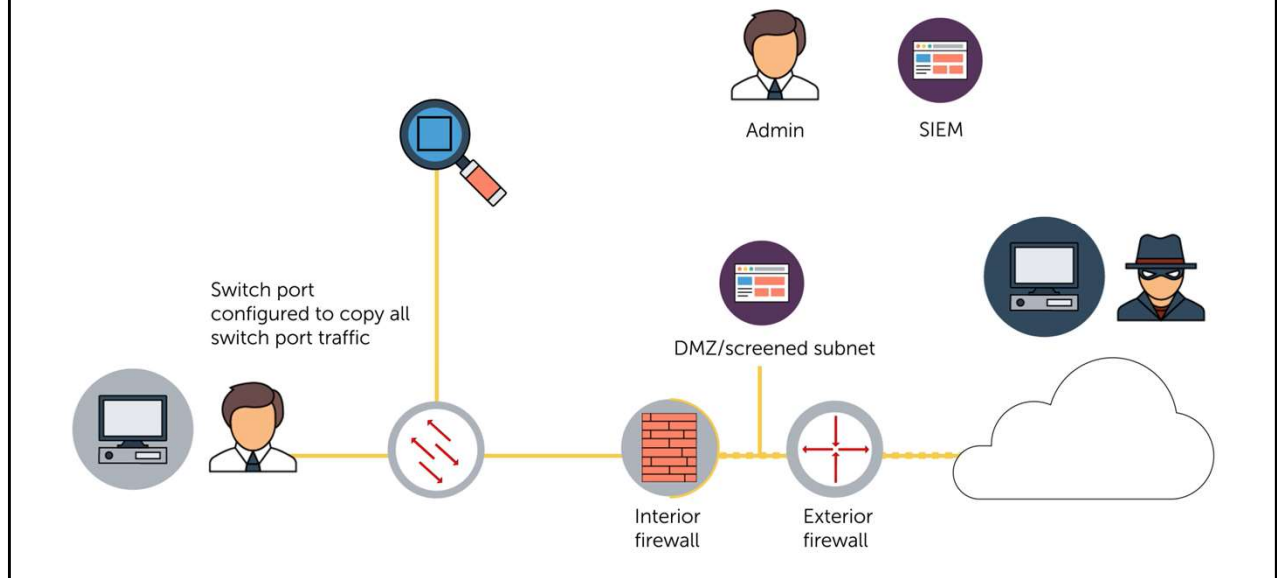 Admin
SIEM
Switch port
configured to copy all
switch port traffic
DMZ/screened subnet
Interior
firewall
Exterior
firewall